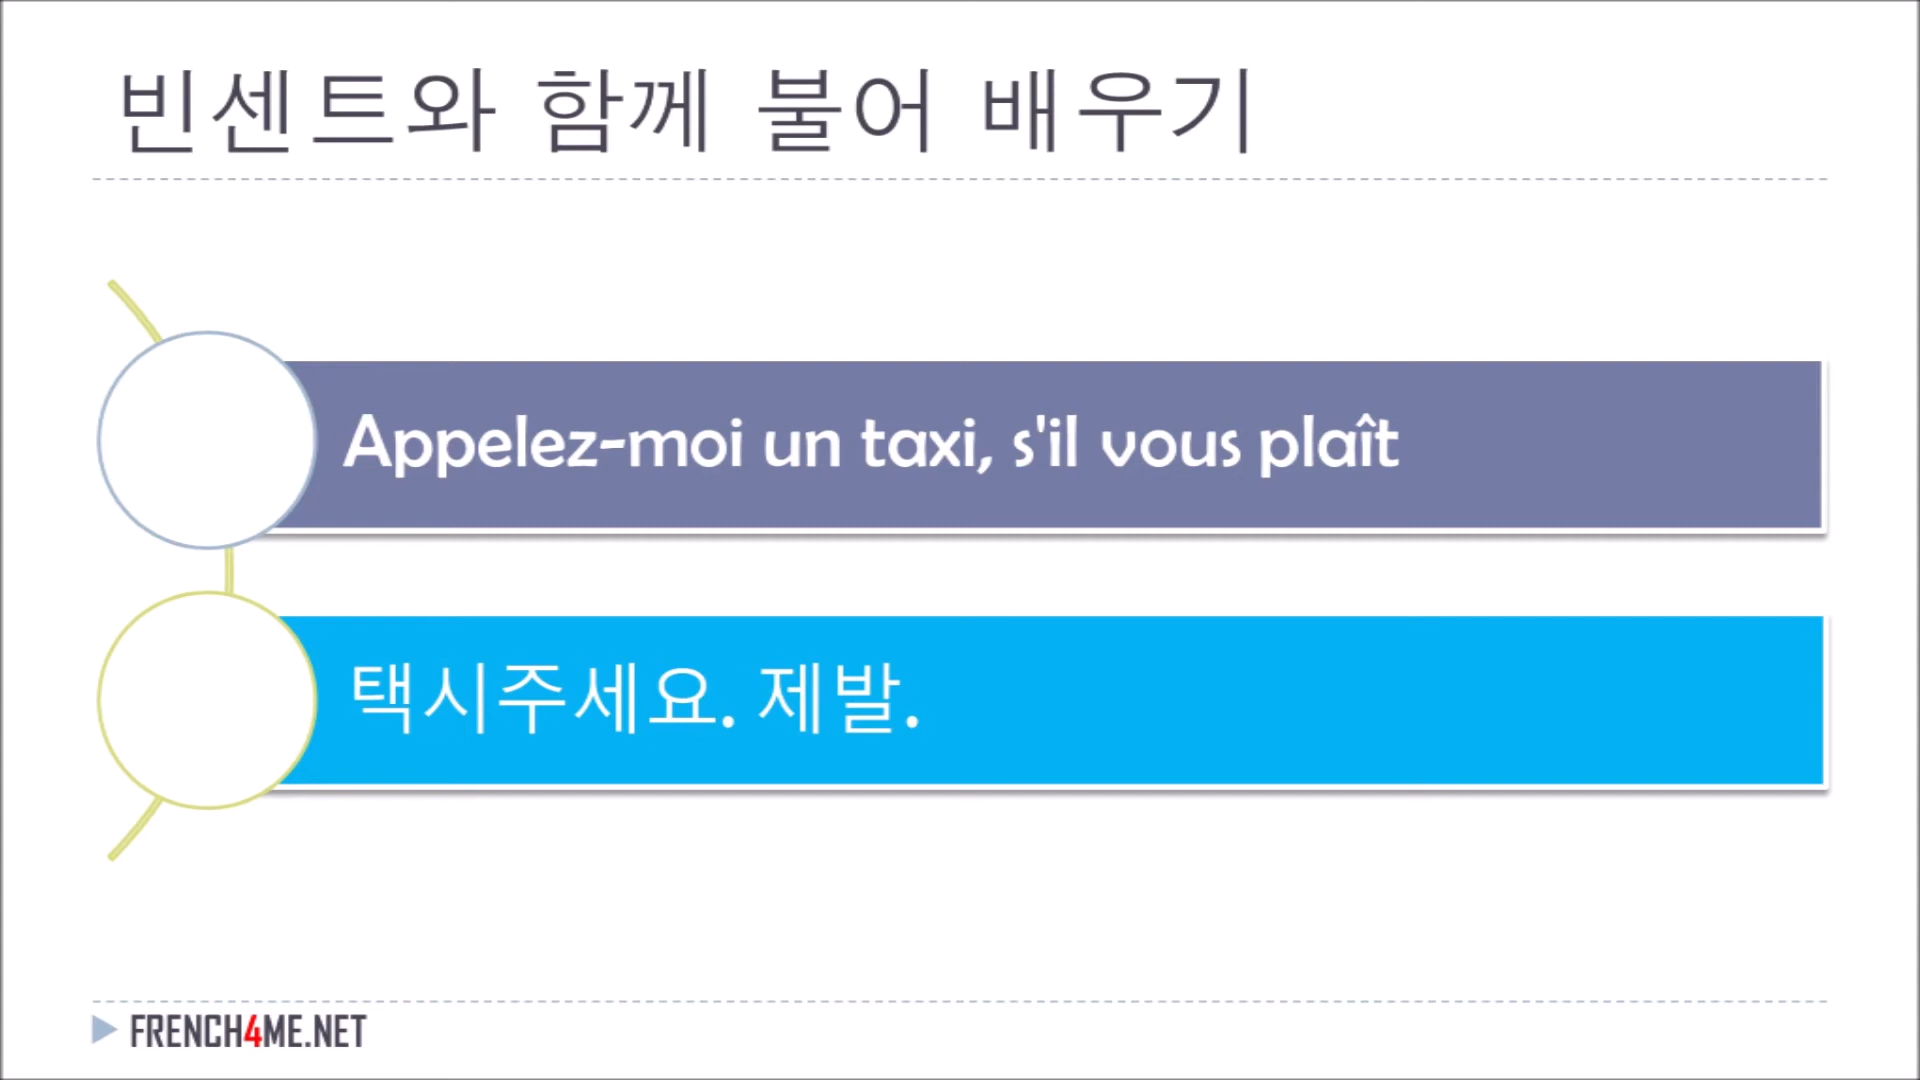 빈센트와 함께 불어 배우기
Appelez-moi un taxi, s'il vous plaît
택시주세요. 제발.
FRENCH4ME.NET